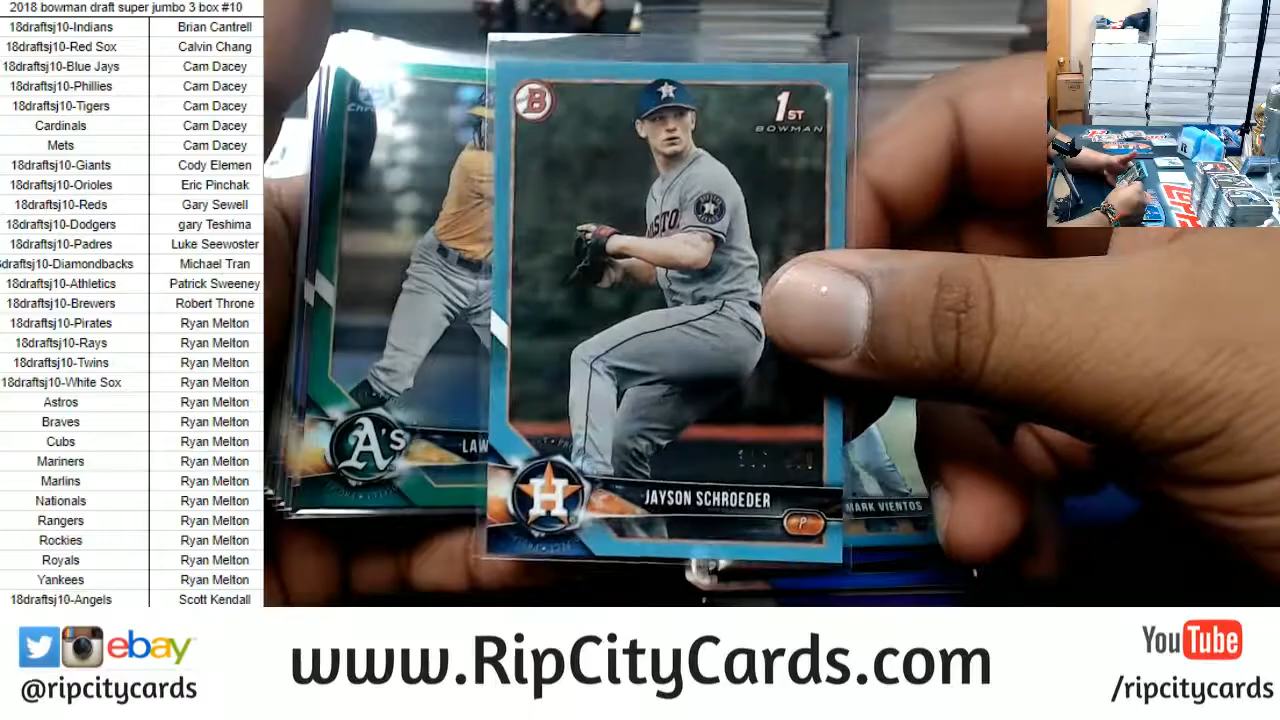 2018 bowman draft super jumbo 3 box #10
18draftsj10-Indians Brian Cantrell
18draftsj10-Red Sox Calvin Chang
18draftsj10-Blue Jays Cam Dacey
18draftsj10-Phillies Cam Dacey
18draftsj10-Tigers Cam Dacey
Cardinals Cam Dacey
Mets Cam Dacey
18draftsj10-Giants Cody Elemen
18draftsj10-Orioles Eric Pinchak
18draftsj10-Reds Gary Sewell
18draftsj10-Dodgers gary Teshima
18draftsj10-Padres Luke Seewoster
draftsj10-Diamondbacks Michael Tran
18draftsj10-Athletics Patrick Sweeney
18draftsj10-Brewers Robert Throne
18draftsj10-Pirates Ryan Melton
18draftsj10-Rays Ryan Melton
18draftsj10-Twins Ryan Melton
18draftsj10-White Sox Ryan Melton
Astros Ryan Melton
Braves Ryan Melton
Cubs Ryan Melton
Mariners Ryan Melton
Marlins Ryan Melton
Nationals Ryan Melton
Rangers Ryan Melton
Rockies Ryan Melton
Royals Ryan Melton
Yankees Ryan Melton
18draftsj10-Angels Scott Kendall
B
1ST
BOWMAN
A's
LAW
H
JAYSON SCHROEDER
P
MARK VIENTOS
ebay
@ripcitycards
www.RipCityCards.com
YouTube
/ripcitycards